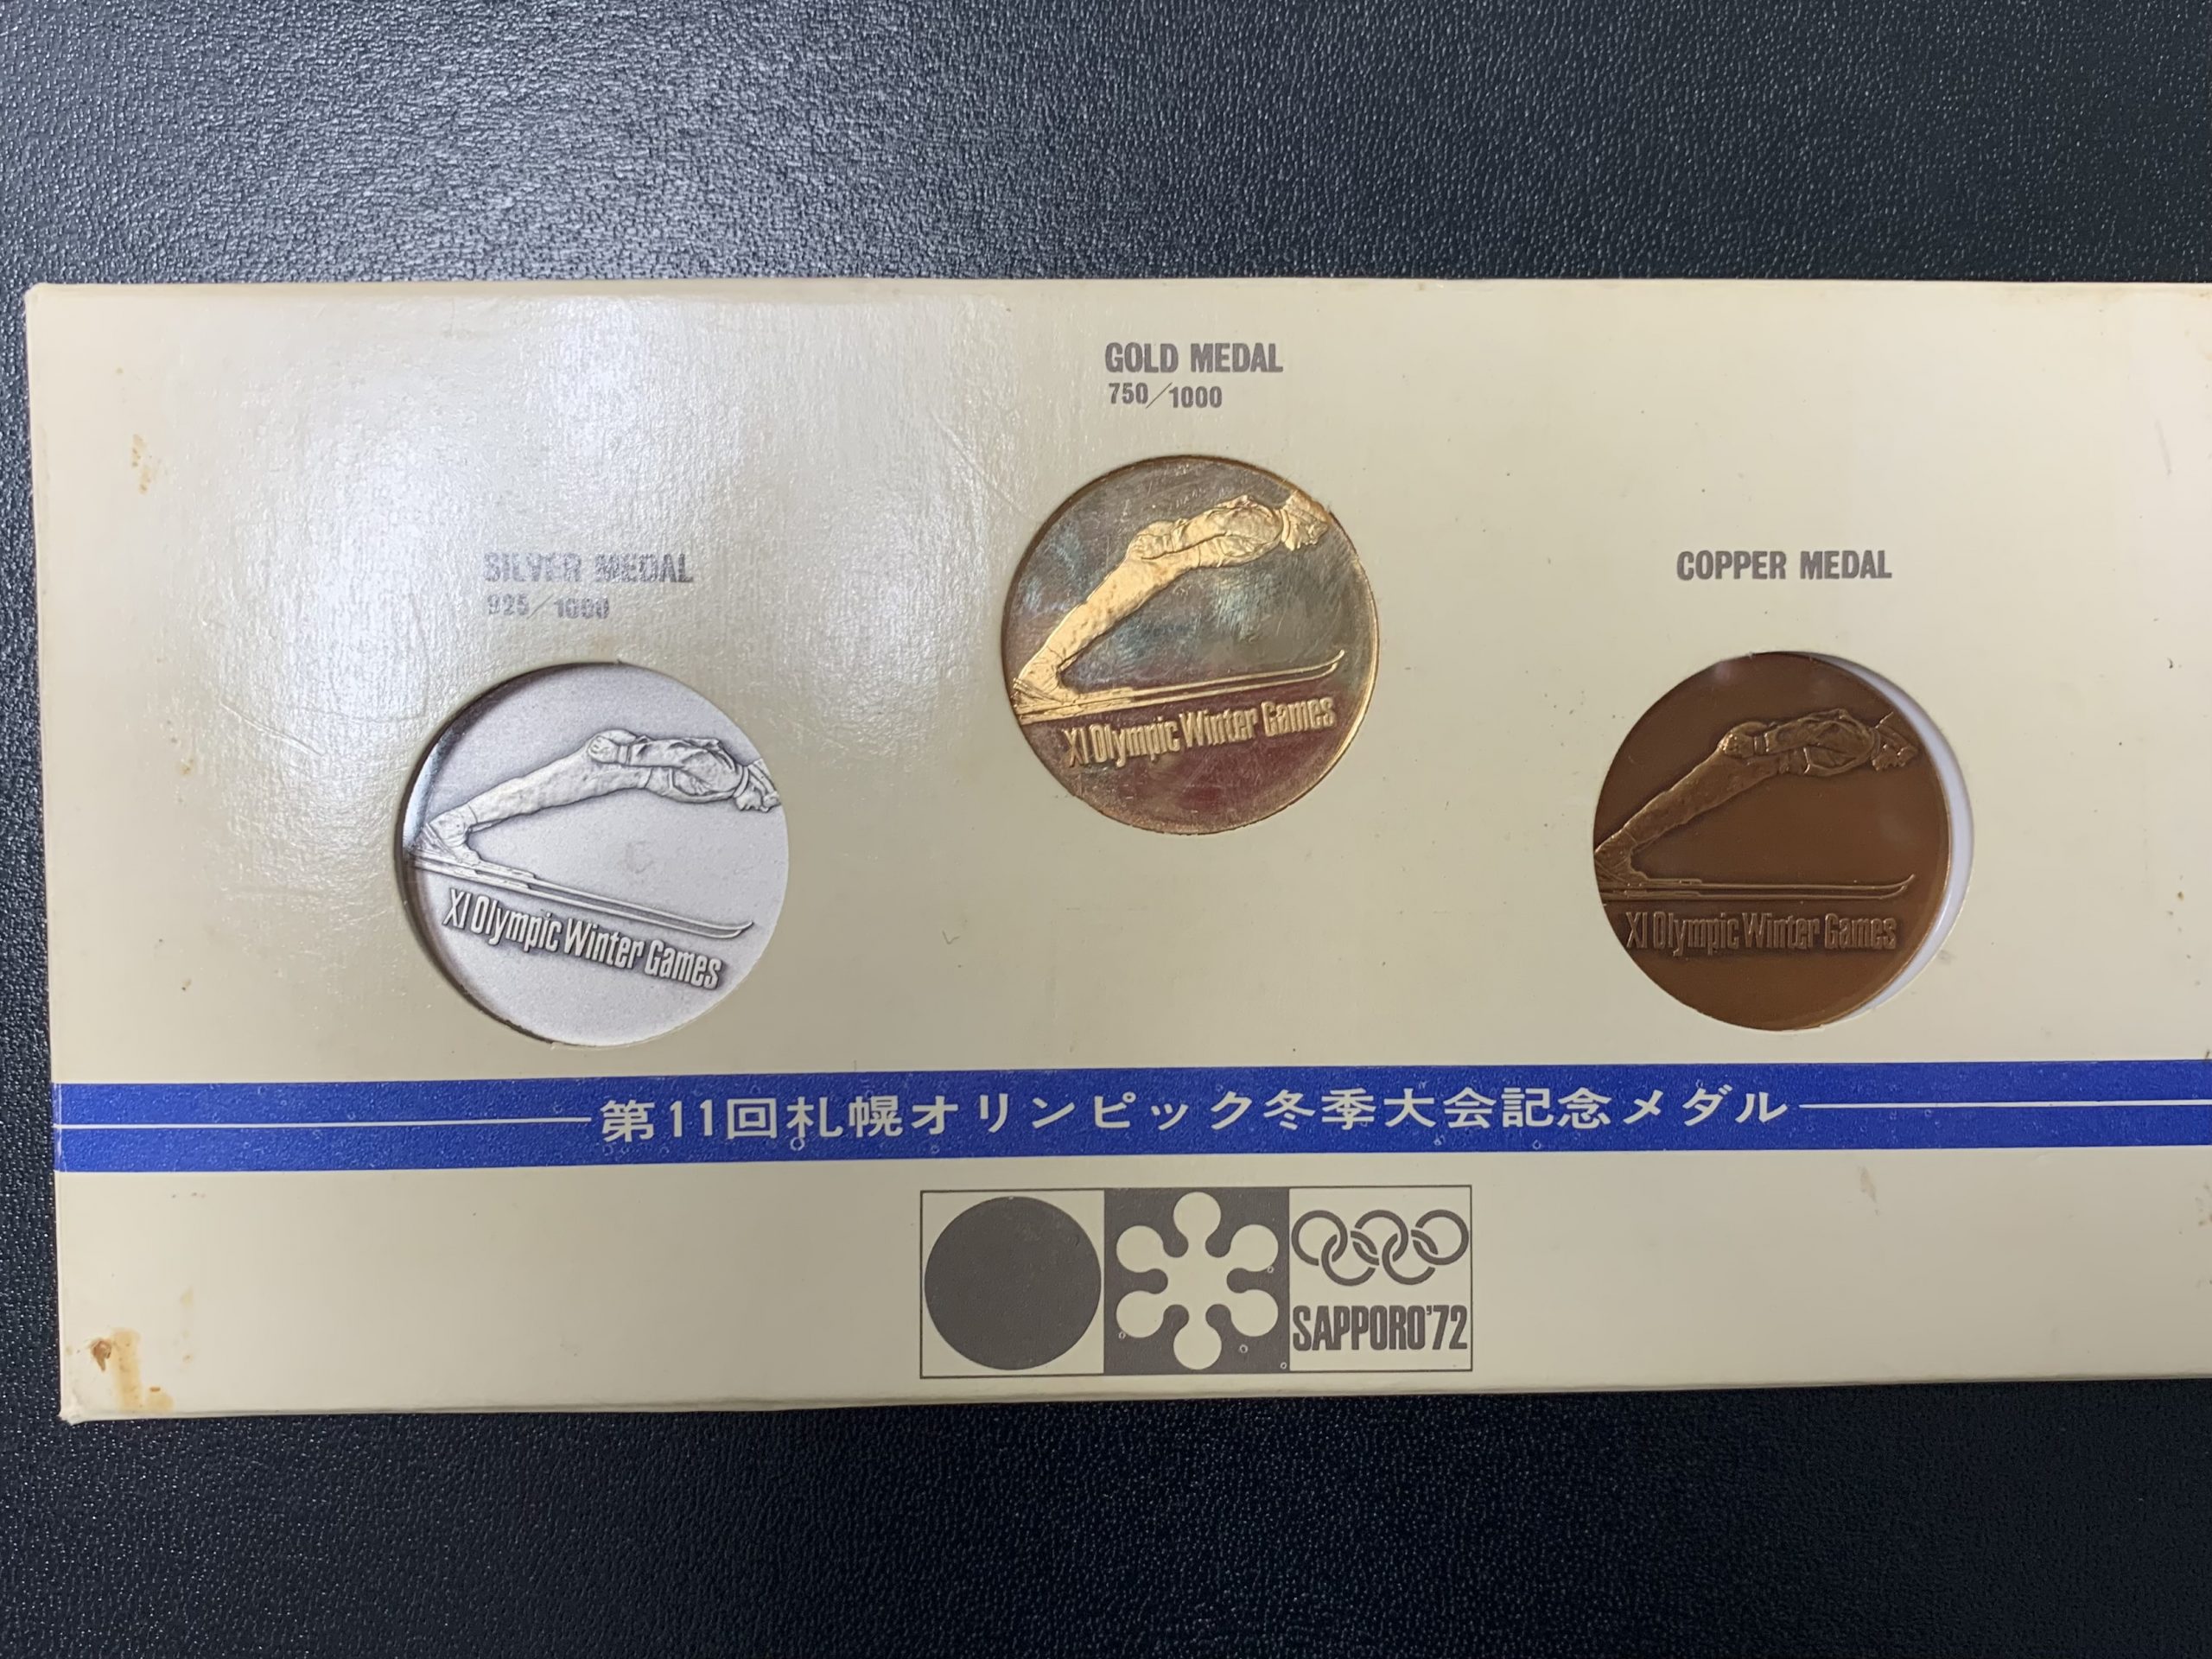 GOLD MEDAL
750/1000
SILVER MEDAL
925/1000
COPPER MEDAL
XI Olympic Winter Games
XI Olympic Winter Games
XI Olympic Winter Games
第11回札幌オリンピック冬季大会記念メダル
SAPPORO'72